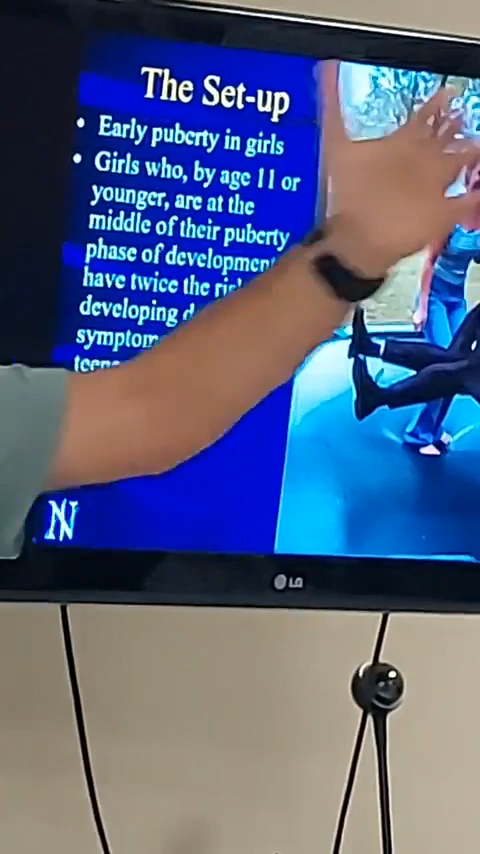 The Set-up
• Early puberty in girls
• Girls who, by age 11 or
younger, are at the
middle of their puberty
phase of development
have twice the
developing
symptom
N
LG